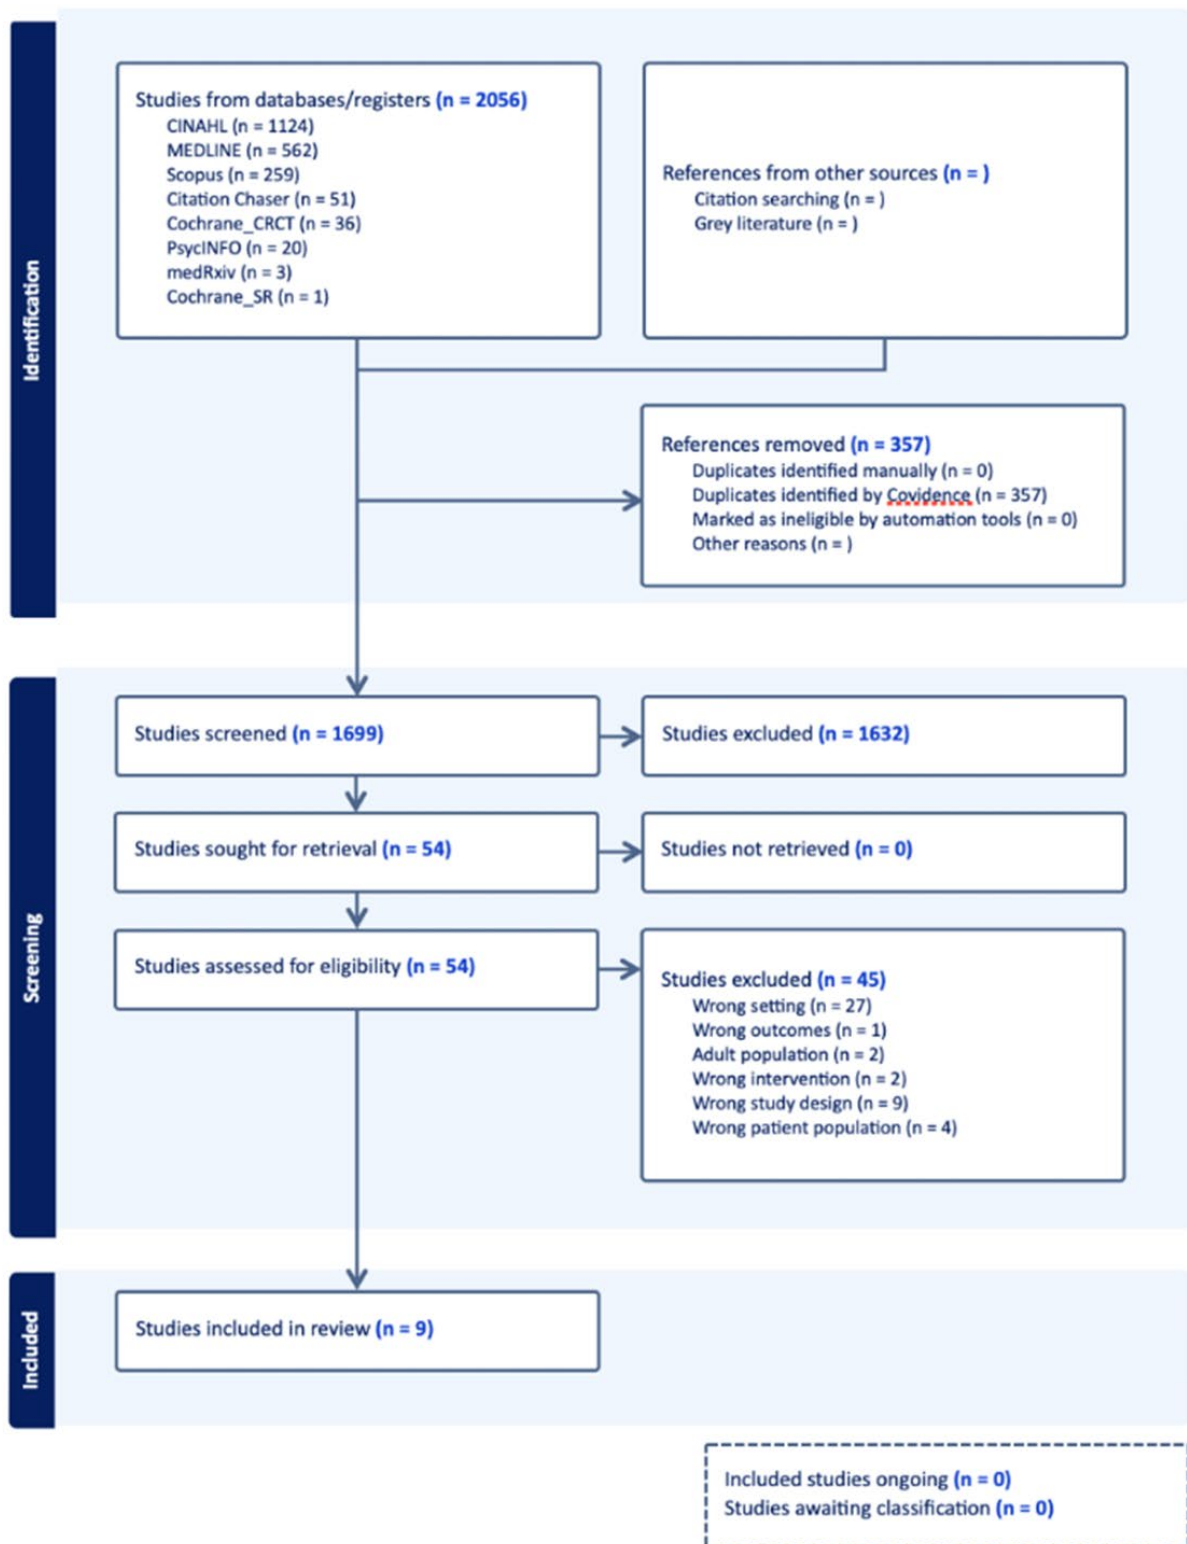 Identification
Studies from databases/registers (n = 2056)
CINAHL (n = 1124)
MEDLINE (n = 562)
Scopus (n = 259)
Citation Chaser (n = 51)
Cochrane_CRCT (n = 36)
PsycINFO (n = 20)
medRxiv (n = 3)
Cochrane_SR (n = 1)
References from other sources (n = )
Citation searching (n = )
Grey literature (n = )
References removed (n = 357)
Duplicates identified manually (n = 0)
Duplicates identified by Covidence (n = 357)
Marked as ineligible by automation tools (n = 0)
Other reasons (n = )
Screening
Studies screened (n = 1699)
Studies excluded (n = 1632)
Studies sought for retrieval (n = 54)
Studies not retrieved (n = 0)
Studies assessed for eligibility (n = 54)
Studies excluded (n = 45)
Wrong setting (n = 27)
Wrong outcomes (n = 1)
Adult population (n = 2)
Wrong intervention (n = 2)
Wrong study design (n = 9)
Wrong patient population (n = 4)
Included
Studies included in review (n = 9)
Included studies ongoing (n = 0)
Studies awaiting classification (n = 0)